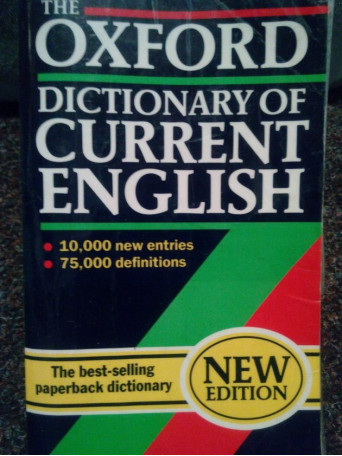 THE
OXFORD
DICTIONARY OF
CURRENT
ENGLISH
10,000 new entries
75,000 definitions
The best-selling
paperback dictionary
NEW
EDITION